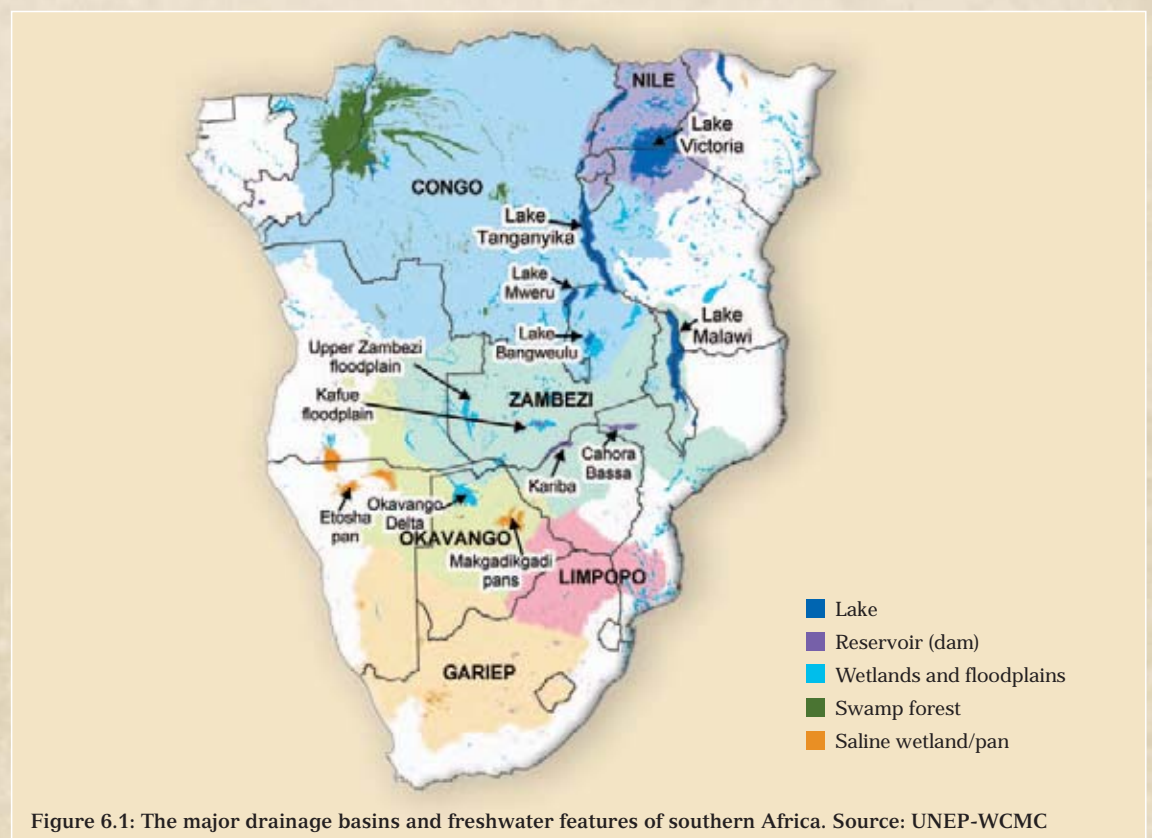 NILE
Lake
Victoria
CONGO
Lake
Tanganyika
Lake
Mweru
Lake
Malawi
Lake
Bangweulu
Upper Zambezi
floodplain
Kafue
floodplain
ZAMBEZI
Cahora
Bassa
Kariba
Etosha
pan
Okavango
Delta
OKAVANGO
Makgadikgadi
pans
LIMPOPO
GARIEP
Lake
Reservoir (dam)
Wetlands and floodplains
Swamp forest
Saline wetland/pan
Figure 6.1: The major drainage basins and freshwater features of southern Africa. Source: UNEP-WCMC